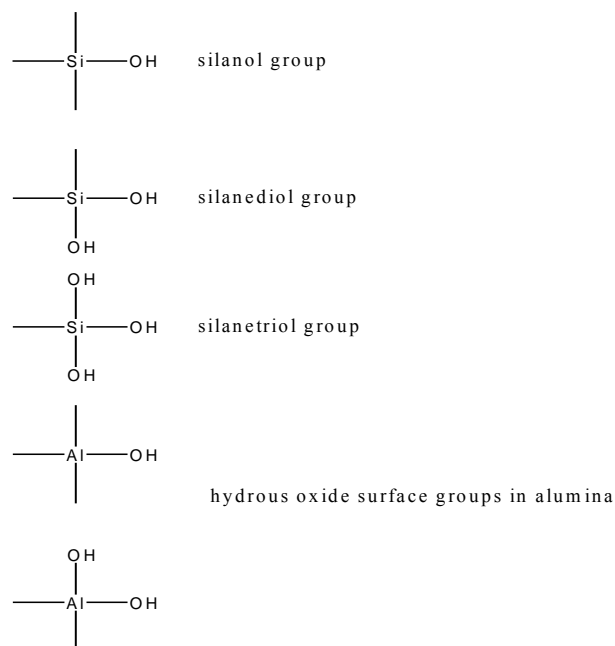 Si OH silanol group
Si OH silanediol group
OH
OH
Si OH silanetriol group
OH
Al OH
hydrous oxide surface groups in alumina
OH
Al OH